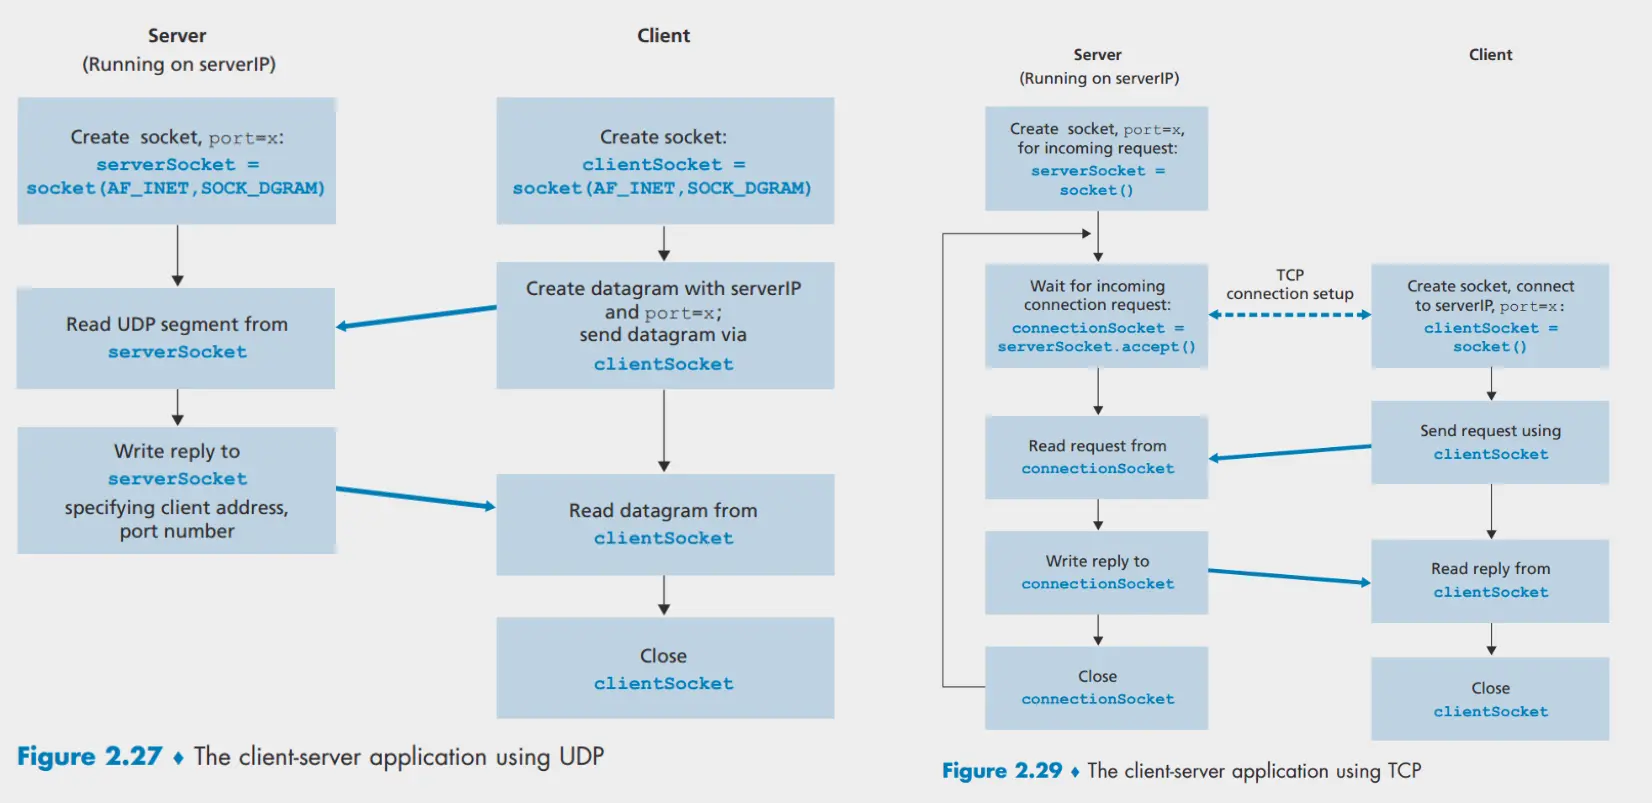 Server
(Running on serverIP)
Client
Create socket, port=x:
serverSocket =
socket(AF_INET,SOCK_DGRAM)
Create socket:
clientSocket =
socket(AF_INET,SOCK_DGRAM)
Create datagram with serverIP
and port=x;
send datagram via
clientSocket
Read UDP segment from
serverSocket
Write reply to
serverSocket
specifying client address,
port number
Read datagram from
clientSocket
Close
clientSocket
Figure 2.27 ♦ The client-server application using UDP
Server
(Running on serverIP)
Client
Create socket, port=x,
for incoming request:
serverSocket =
socket()
Wait for incoming
connection request:
connectionSocket =
serverSocket.accept()
TCP
connection setup
Create socket, connect
to serverIP, port=x:
clientSocket =
socket()
Send request using
clientSocket
Read request from
connectionSocket
Write reply to
connectionSocket
Read reply from
clientSocket
Close
connectionSocket
Close
clientSocket
Figure 2.29 ♦ The client-server application using TCP